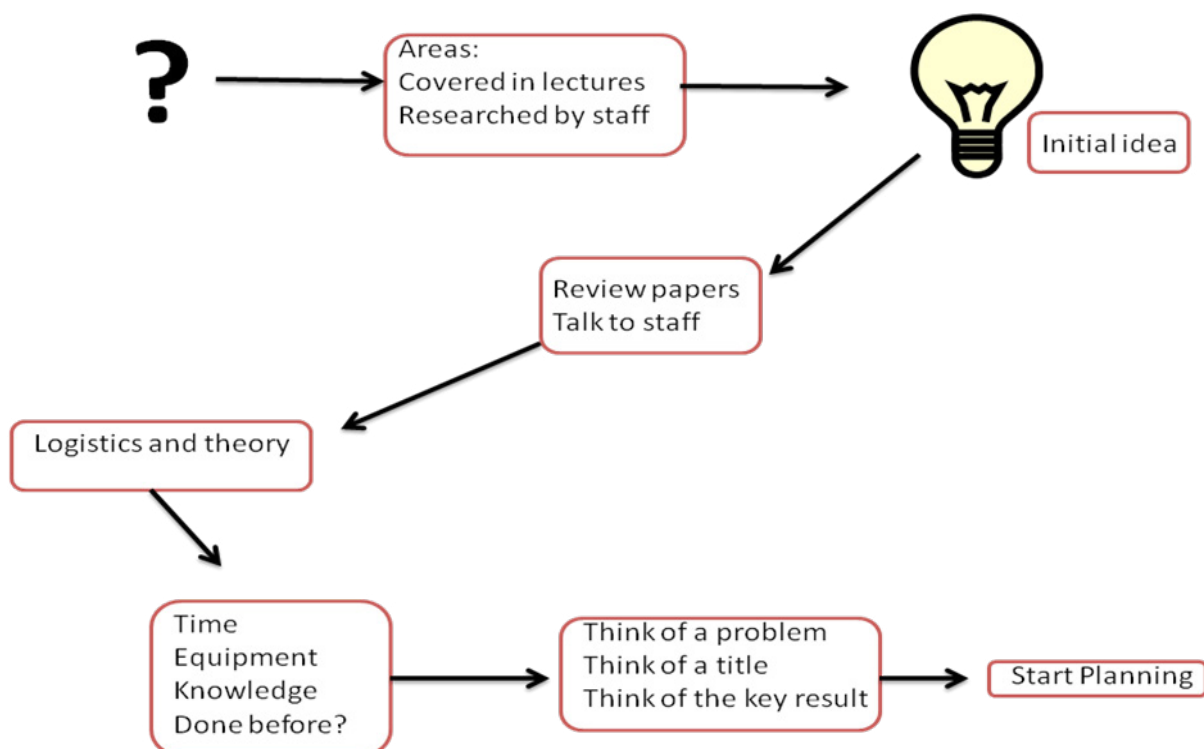 ?
Areas:
Covered in lectures
Researched by staff
Initial idea
Review papers
Talk to staff
Logistics and theory
Time
Equipment
Knowledge
Done before?
Think of a problem
Think of a title
Think of the key result
Start Planning